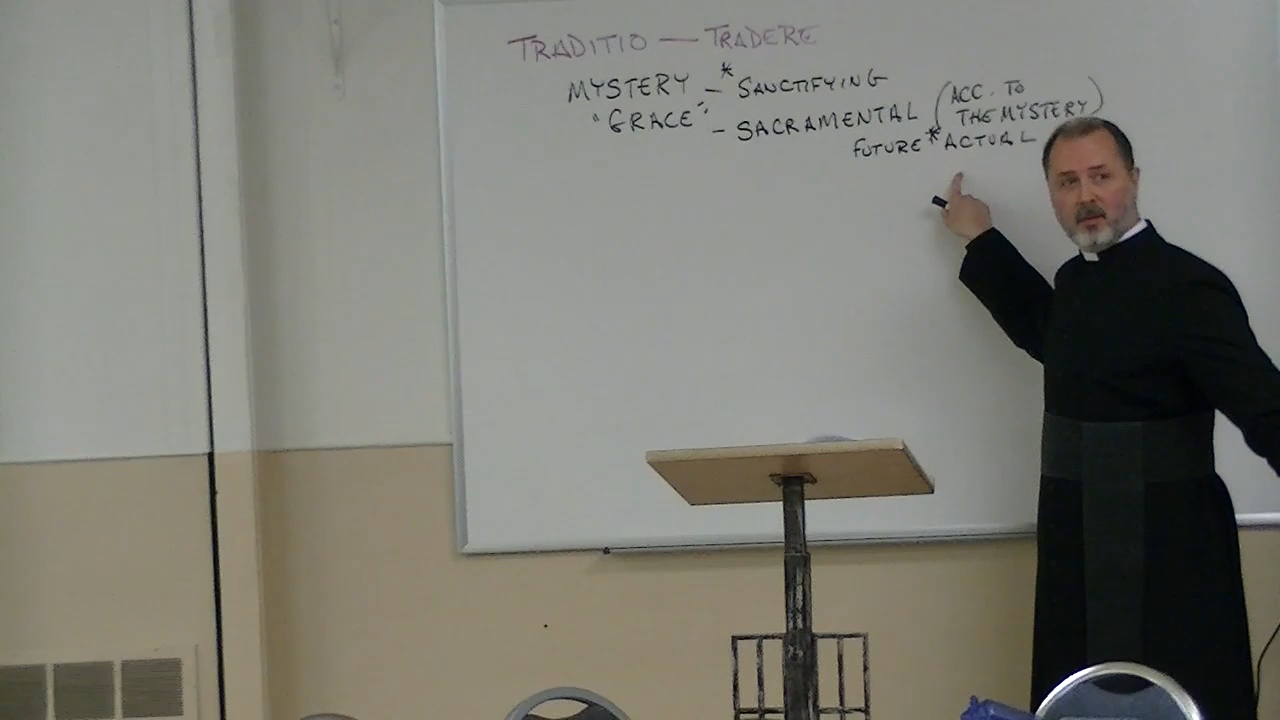 TRADITIO — TRADERE
MYSTERY – * SANCTIFYING
"GRACE" – SACRAMENTAL (ACC. TO THE MYSTERY)
FUTURE * ACTUAL